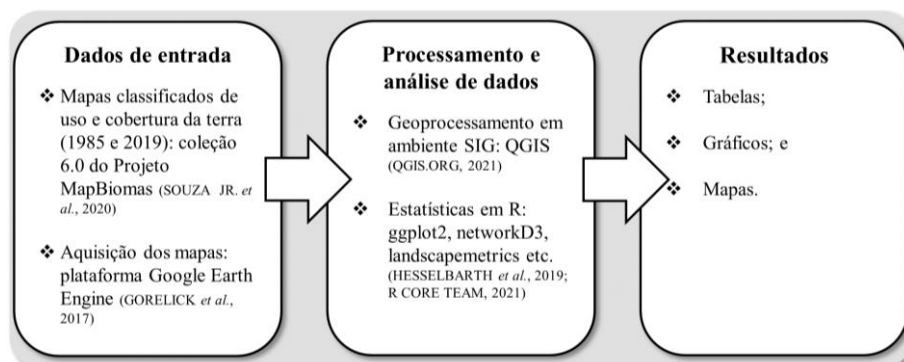 Dados de entrada
❖ Mapas classificados de
uso e cobertura da terra
(1985 e 2019): coleção
6.0 do Projeto
MapBiomas (SOUZA JR. et
al., 2020)
❖ Aquisição dos mapas:
plataforma Google Earth
Engine (GORELICK et al.,
2017)
Processamento e
análise de dados
❖ Geoprocessamento em
ambiente SIG: QGIS
(QGIS.ORG, 2021)
❖ Estatísticas em R:
ggplot2, networkD3,
landscapemetrics etc.
(HESSELBARTH et al., 2019;
R CORE TEAM, 2021)
Resultados
❖ Tabelas;
❖ Gráficos; e
❖ Mapas.